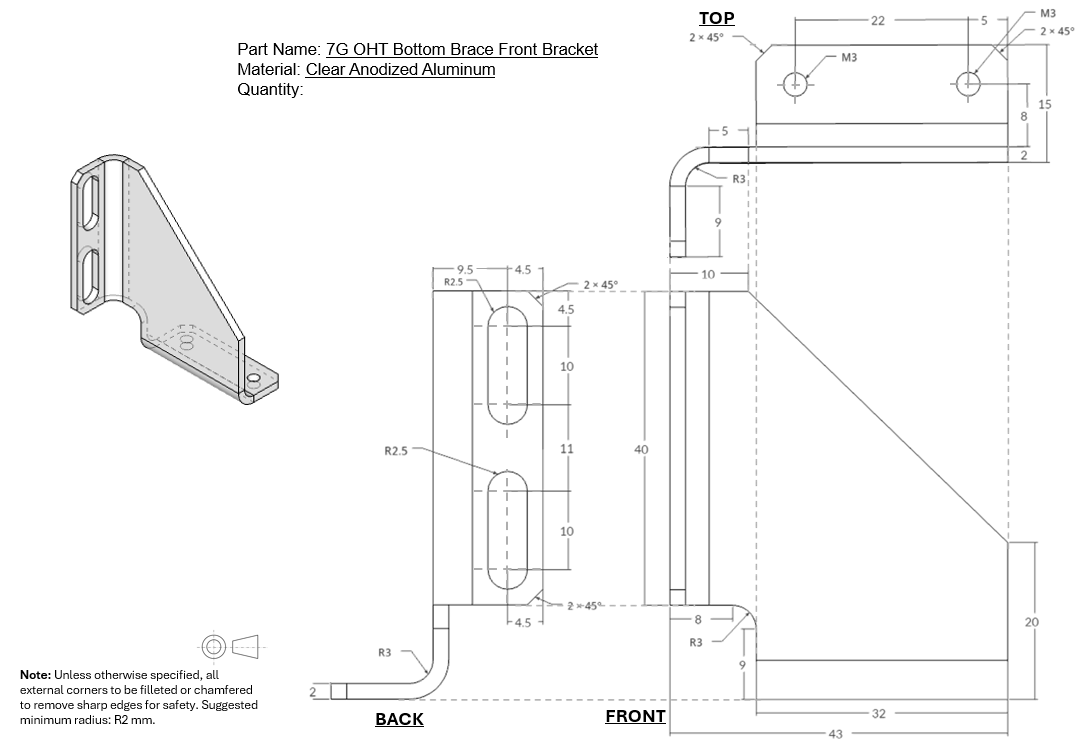 Part Name: 7G OHT Bottom Brace Front Bracket
Material: Clear Anodized Aluminum
Quantity:
TOP
2 × 45°
22
5
M3
2 × 45°
M3
15
8
2
5
R3
9
10
9.5
4.5
R2.5
2 × 45°
4.5
10
R2.5
11
40
10
2 × 45°
4.5
8
R3
9
20
R3
2
32
43
BACK
FRONT
Note: Unless otherwise specified, all
external corners to be filleted or chamfered
to remove sharp edges for safety. Suggested
minimum radius: R2 mm.